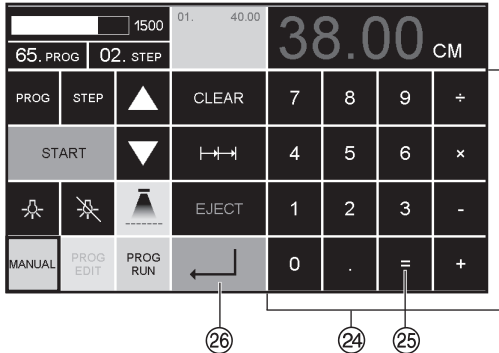 1500
01. 40.00
38.00 CM
65. PROG 02. STEP
PROG STEP CLEAR 7 8 9 ÷
START 4 5 6 ×
EJECT 1 2 3 -
MANUAL PROG EDIT PROG RUN 0 . = +
26 24 25